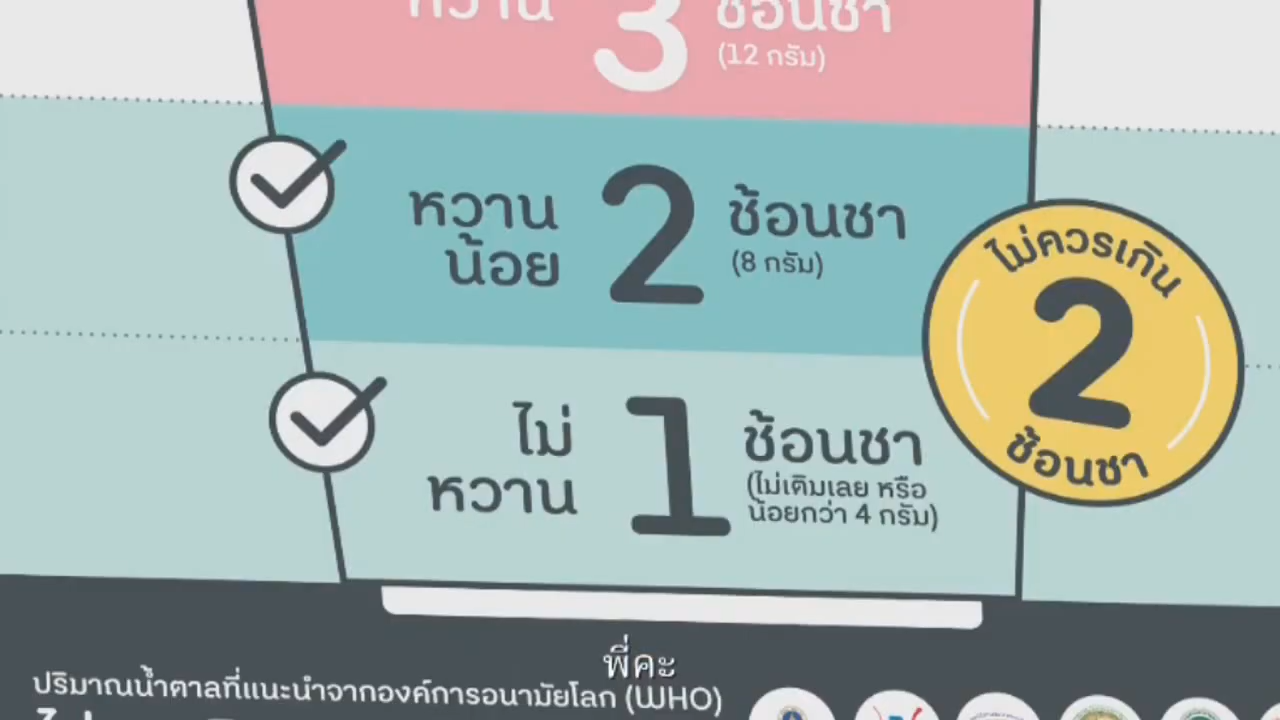 หวาน 3 ช้อนชา
(12 กรัม)
หวาน
น้อย
2 ช้อนชา
(8 กรัม)
ไม่ควรเกิน
2
ช้อนชา
ไม่
หวาน
1 ช้อนชา
(ไม่เติมเลย หรือ
น้อยกว่า 4 กรัม)
พี่คะ
ปริมาณน้ำตาลที่แนะนำจากองค์การอนามัยโลก (WHO)